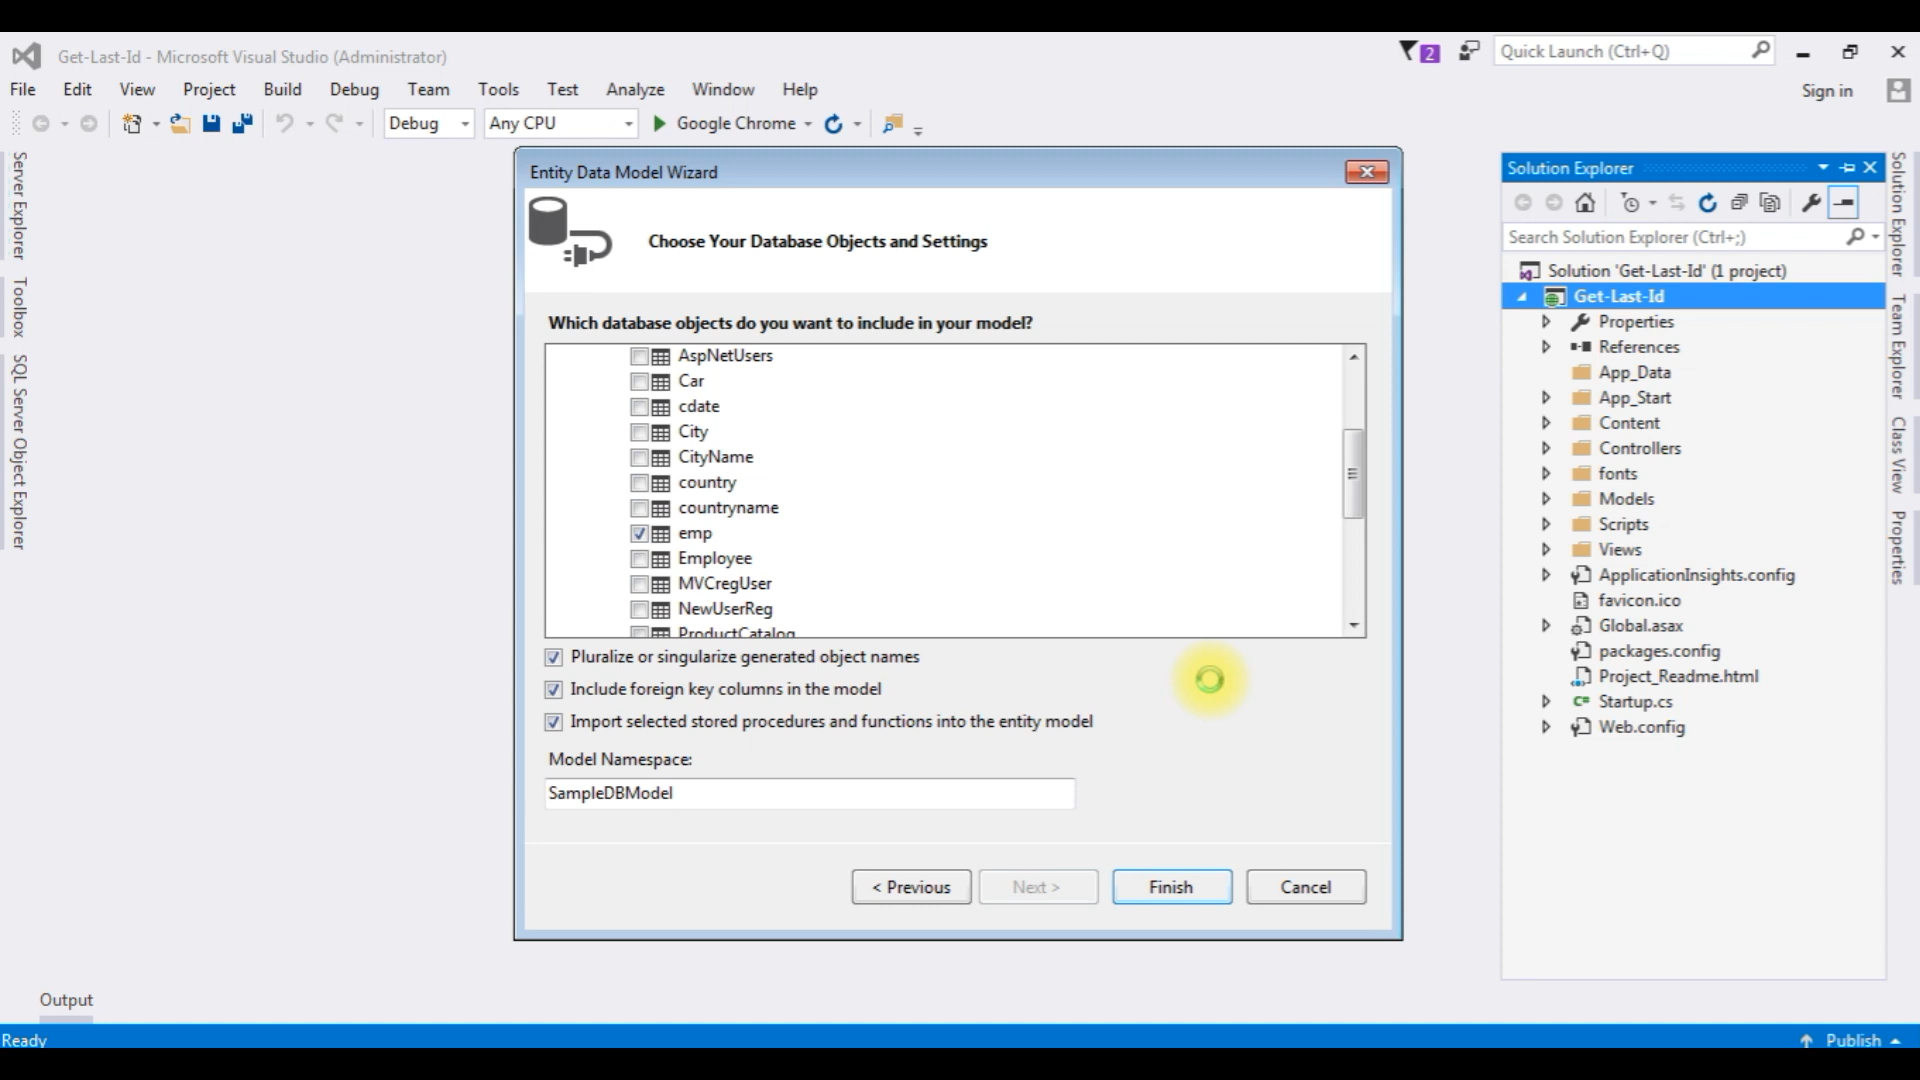 Get-Last-Id - Microsoft Visual Studio (Administrator)
2
Quick Launch (Ctrl+Q)
File Edit View Project Build Debug Team Tools Test Analyze Window Help
Sign in
Debug Any CPU Google Chrome
Server Explorer
Toolbox
SQL Server Object Explorer
Entity Data Model Wizard
Choose Your Database Objects and Settings
Which database objects do you want to include in your model?
AspNetUsers
Car
cdate
City
CityName
country
countryname
emp
Employee
MVCregUser
NewUserReg
ProductCatalog
Pluralize or singularize generated object names
Include foreign key columns in the model
Import selected stored procedures and functions into the entity model
Model Namespace:
SampleDBModel
< Previous Next > Finish Cancel
Solution Explorer
Search Solution Explorer (Ctrl+;)
Solution 'Get-Last-Id' (1 project)
Get-Last-Id
Properties
References
App_Data
App_Start
Content
Controllers
fonts
Models
Scripts
Views
ApplicationInsights.config
favicon.ico
Global.asax
packages.config
Project_Readme.html
C# Startup.cs
Web.config
Solution Explorer
Team Explorer
Class View
Properties
Output
Ready
Publish